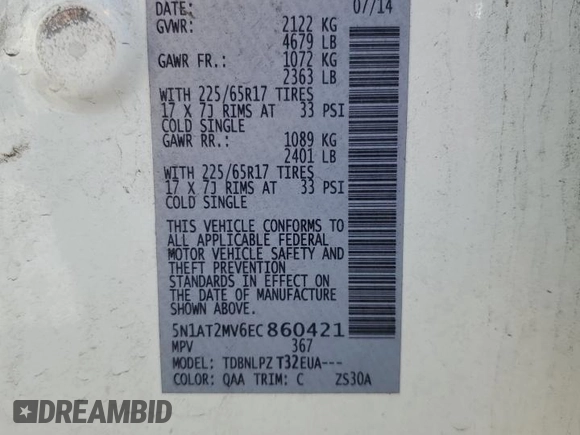 DATE: 07/14
GVWR: 2122 KG
4679 LB
GAWR FR.: 1072 KG
2363 LB
WITH 225/65R17 TIRES
17 X 7J RIMS AT 33 PSI
COLD SINGLE
GAWR RR.: 1089 KG
2401 LB
WITH 225/65R17 TIRES
17 X 7J RIMS AT 33 PSI
COLD SINGLE
THIS VEHICLE CONFORMS TO
ALL APPLICABLE FEDERAL
MOTOR VEHICLE SAFETY AND
THEFT PREVENTION
STANDARDS IN EFFECT ON
THE DATE OF MANUFACTURE
SHOWN ABOVE.
5N1AT2MV6EC860421
MPV 367
MODEL: TDBNLPZ T32EUA---
COLOR: QAA TRIM: C ZS30A
DREAMBID